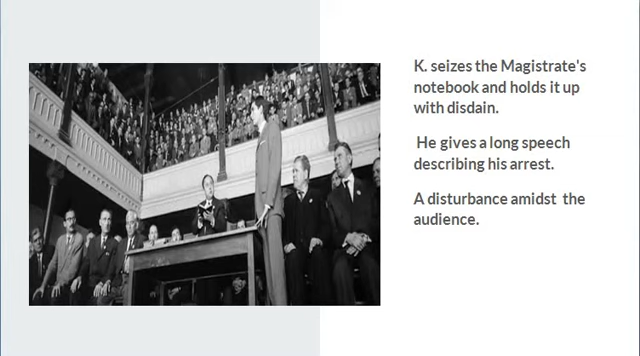 K. seizes the Magistrate's
notebook and holds it up
with disdain.
He gives a long speech
describing his arrest.
A disturbance amidst the
audience.